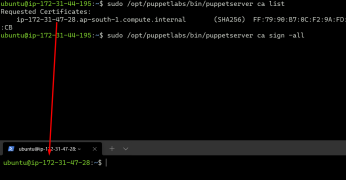 ubuntu@ip-172-31-44-195:~$ sudo /opt/puppetlabs/bin/puppetserver ca list
Requested Certificates:
ip-172-31-47-28.ap-south-1.compute.internal (SHA256) FF:79:90:B7:0C:F2:9A:FD
:CB
ubuntu@ip-172-31-44-195:~$ sudo /opt/puppetlabs/bin/puppetserver ca sign -all
ubuntu@ip-172-31-47-28: ~
ubuntu@ip-172-31-47-28:~$